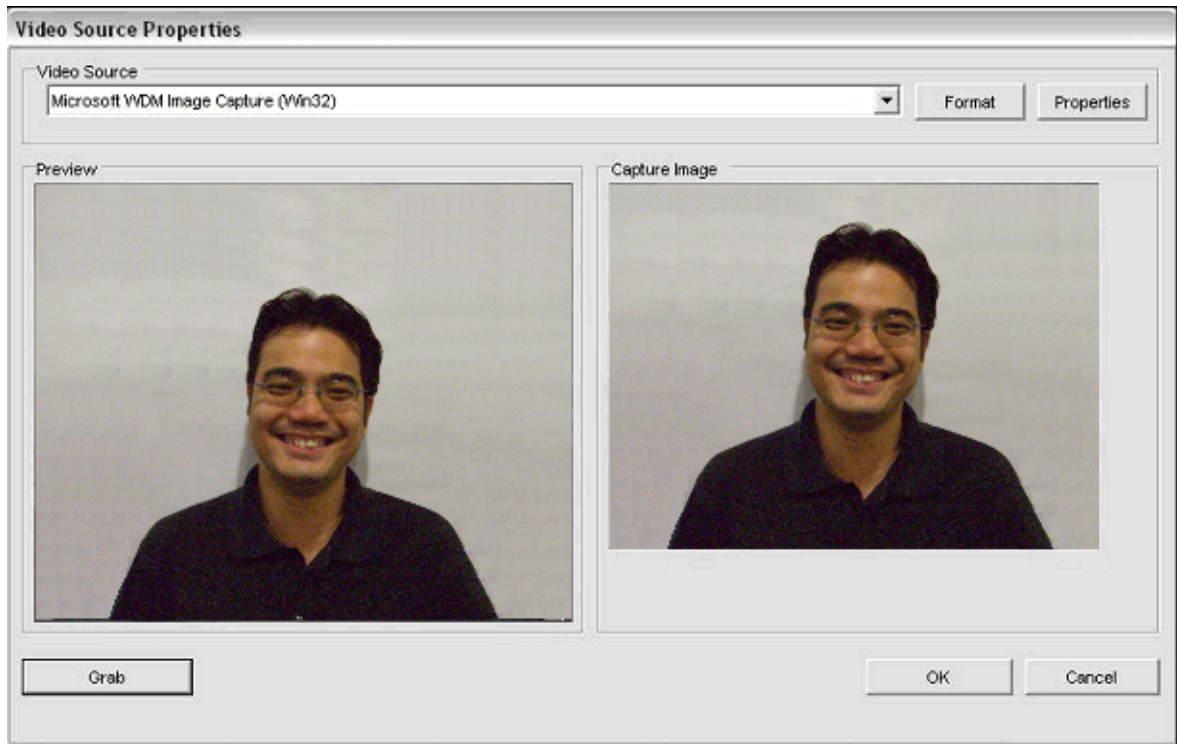 Video Source Properties
Video Source
Microsoft WDM Image Capture (Win32)
Format
Properties
Preview
Capture Image
Grab
OK
Cancel